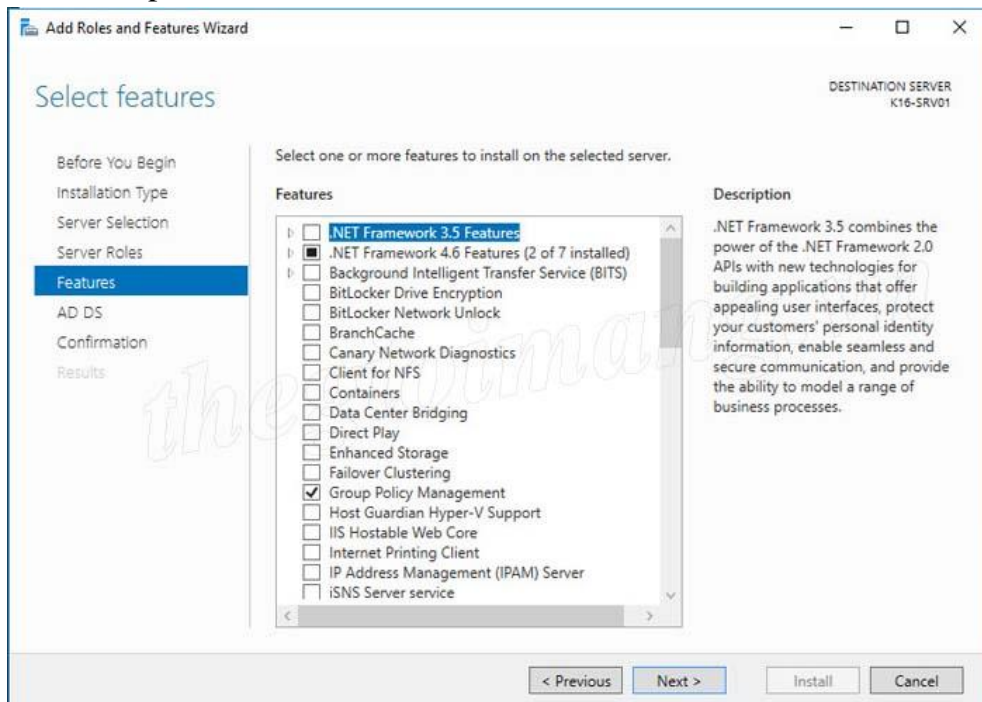 Add Roles and Features Wizard
Select features
DESTINATION SERVER
K16-SRV01
Before You Begin
Installation Type
Server Selection
Server Roles
Features
AD DS
Confirmation
Results
Select one or more features to install on the selected server.
Features
.NET Framework 3.5 Features
.NET Framework 4.6 Features (2 of 7 installed)
Background Intelligent Transfer Service (BITS)
BitLocker Drive Encryption
BitLocker Network Unlock
BranchCache
Canary Network Diagnostics
Client for NFS
Containers
Data Center Bridging
Direct Play
Enhanced Storage
Failover Clustering
Group Policy Management
Host Guardian Hyper-V Support
IIS Hostable Web Core
Internet Printing Client
IP Address Management (IPAM) Server
iSNS Server service
Description
.NET Framework 3.5 combines the
power of the .NET Framework 2.0
APIs with new technologies for
building applications that offer
appealing user interfaces, protect
your customers' personal identity
information, enable seamless and
secure communication, and provide
the ability to model a range of
business processes.
< Previous
Next >
Install
Cancel